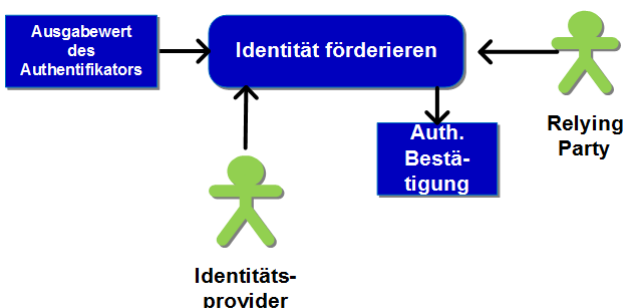 Ausgabewert
des
Authentifikators
Identität förderieren
Auth.
Bestä-
tigung
Relying
Party
Identitäts-
provider